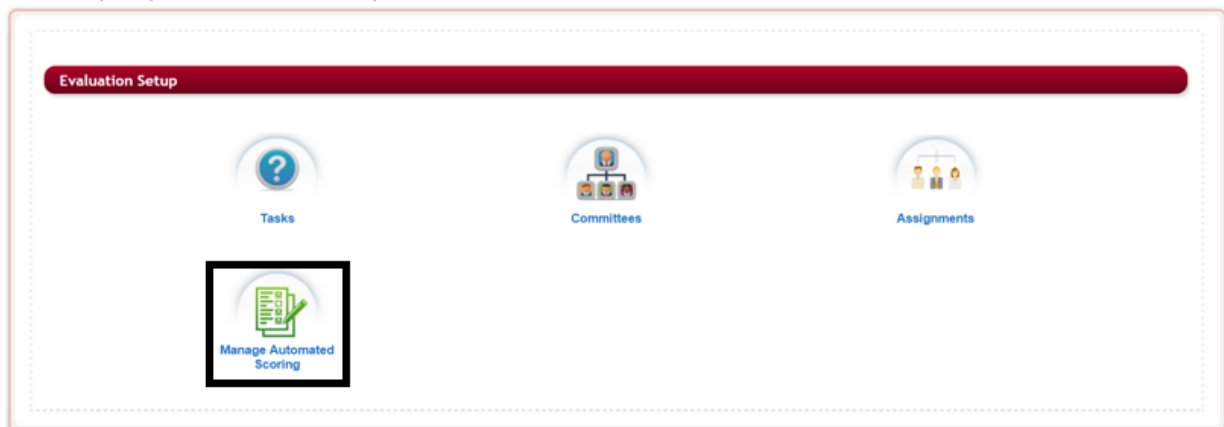 Evaluation Setup
Tasks
Committees
Assignments
Manage Automated
Scoring